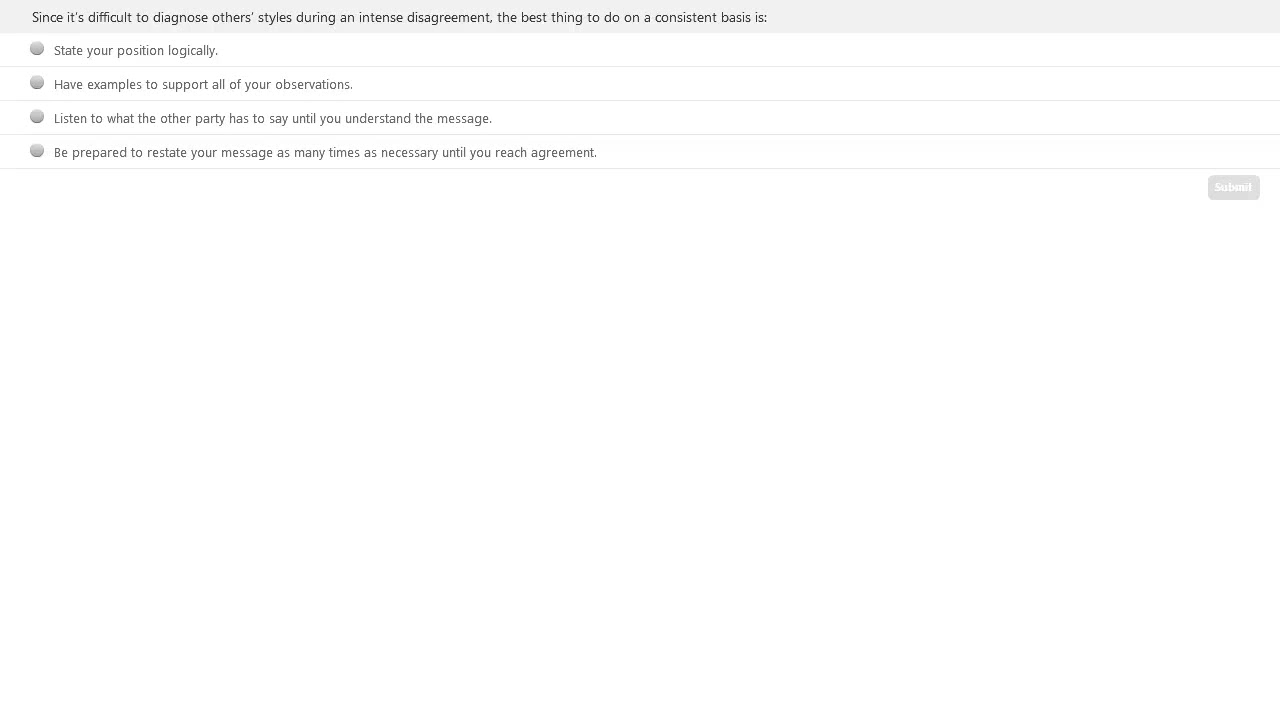 Since it's difficult to diagnose others' styles during an intense disagreement, the best thing to do on a consistent basis is:
State your position logically.
Have examples to support all of your observations.
Listen to what the other party has to say until you understand the message.
Be prepared to restate your message as many times as necessary until you reach agreement.
Submit